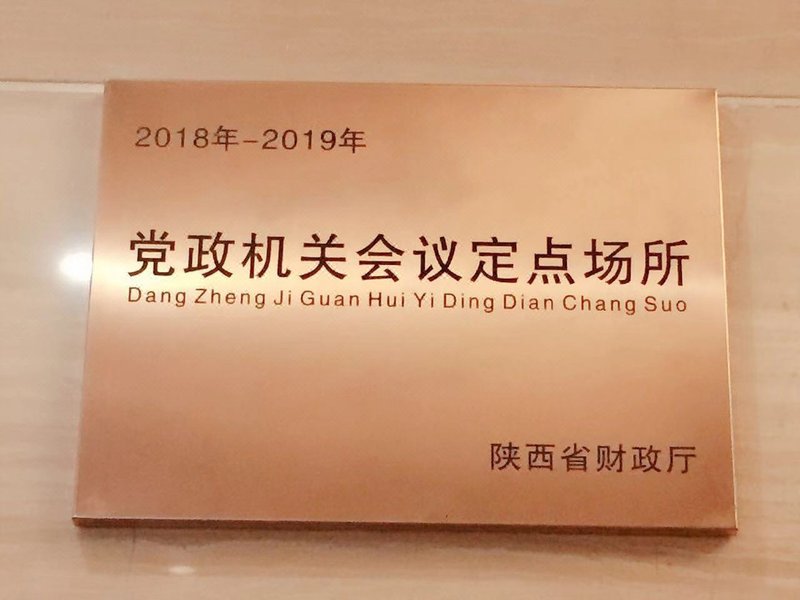 2018年-2019年
党政机关会议定点场所
Dang Zheng Ji Guan Hui Yi Ding Dian Chang Suo
陕西省财政厅